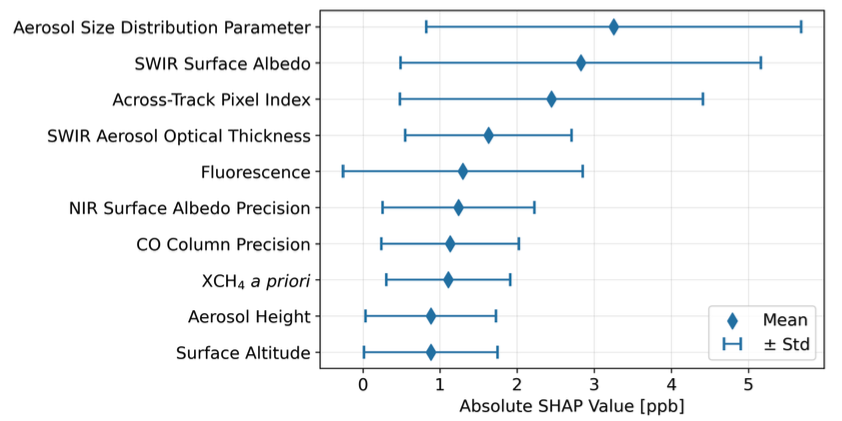 Aerosol Size Distribution Parameter
SWIR Surface Albedo
Across-Track Pixel Index
SWIR Aerosol Optical Thickness
Fluorescence
NIR Surface Albedo Precision
CO Column Precision
XCH₄ a priori
Aerosol Height
Surface Altitude
Mean
± Std
0 1 2 3 4 5
Absolute SHAP Value [ppb]